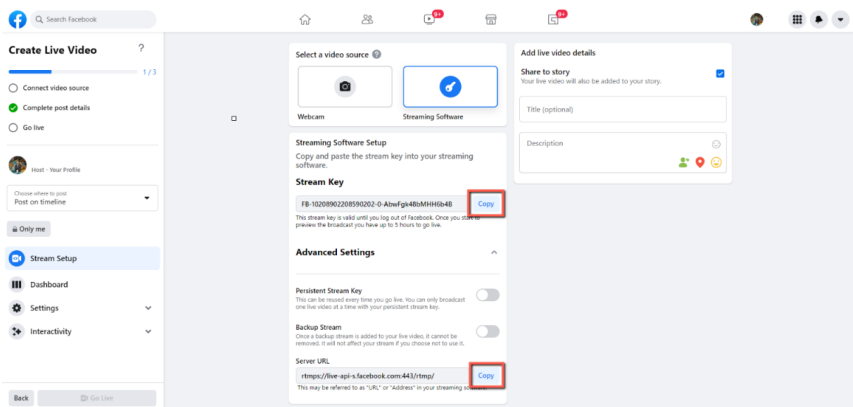 Search Facebook
9+
9+
Create Live Video
?
1 / 3
Connect video source
Complete post details
Go live
Host · Your Profile
Choose where to post
Post on timeline
Only me
Stream Setup
Dashboard
Settings
Interactivity
Back
Go Live
Select a video source ?
Webcam
Streaming Software
Streaming Software Setup
Copy and paste the stream key into your streaming
software.
Stream Key
FB-10208902208590202-0-AbwFgk48bMHH6b48
Copy
This stream key is valid until you log out of Facebook. Once you start to
preview the broadcast you have up to 5 hours to go live.
Advanced Settings
Persistent Stream Key
This can be reused every time you go live. You can only broadcast
one live video at a time with your persistent stream key.
Backup Stream
Once a backup stream is added to your live video, it cannot be
removed. It will not affect your stream if you choose not to use it.
Server URL
rtmps://live-api-s.facebook.com:443/rtmp/
Copy
This may be referred to as "URL" or "Address" in your streaming software.
Add live video details
Share to story
Your live video will also be added to your story.
Title (optional)
Description